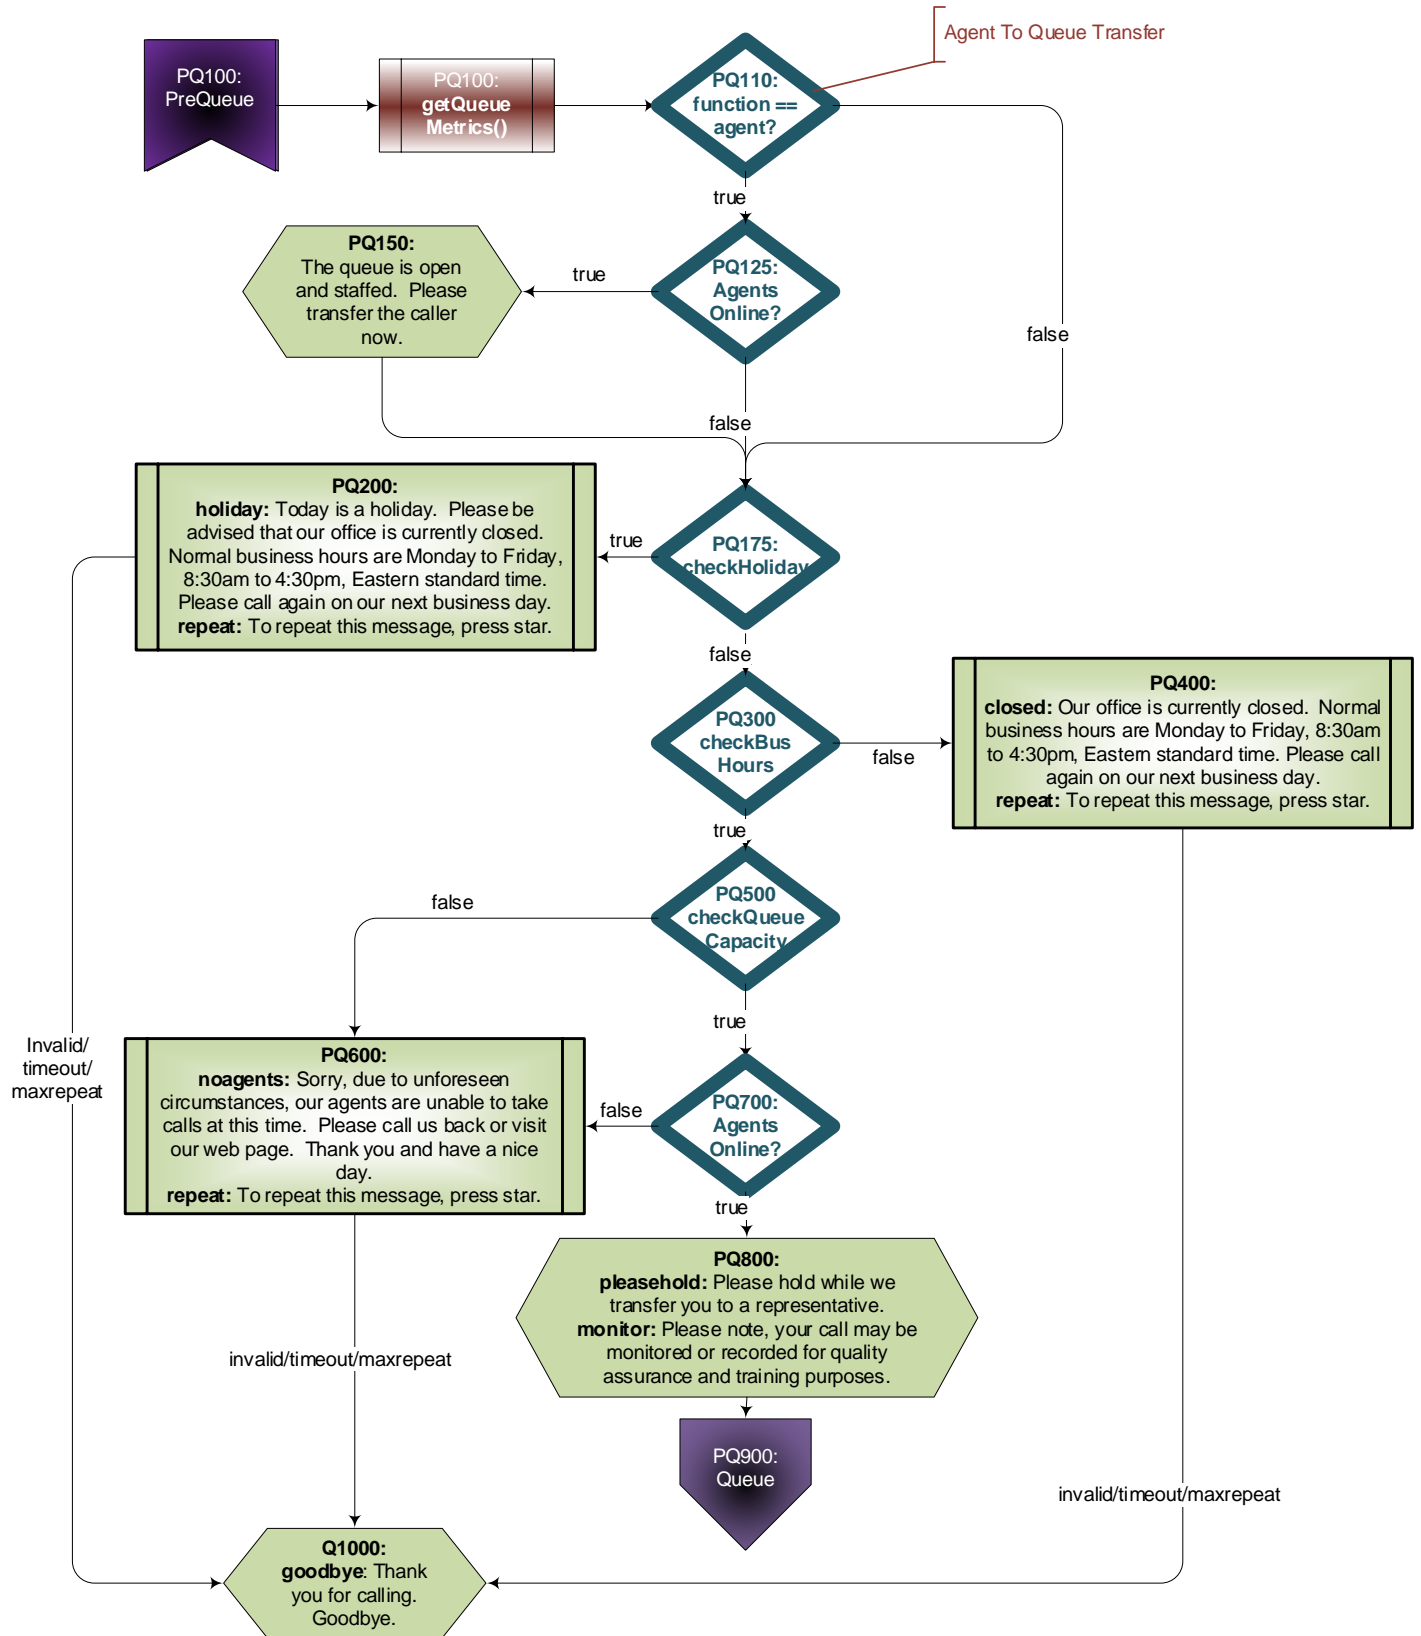 Agent To Queue Transfer
PQ100:
PreQueue
PQ100:
getQueue
Metrics()
PQ110:
function ==
agent?
true
false
PQ125:
Agents
Online?
true
PQ150:
The queue is open
and staffed. Please
transfer the caller
now.
false
PQ175:
checkHoliday
true
PQ200:
holiday: Today is a holiday. Please be
advised that our office is currently closed.
Normal business hours are Monday to Friday,
8:30am to 4:30pm, Eastern standard time.
Please call again on our next business day.
repeat: To repeat this message, press star.
false
PQ300
checkBus
Hours
false
PQ400:
closed: Our office is currently closed. Normal
business hours are Monday to Friday, 8:30am
to 4:30pm, Eastern standard time. Please call
again on our next business day.
repeat: To repeat this message, press star.
true
PQ500
checkQueue
Capacity
false
true
Invalid/
timeout/
maxrepeat
PQ600:
noagents: Sorry, due to unforeseen
circumstances, our agents are unable to take
calls at this time. Please call us back or visit
our web page. Thank you and have a nice
day.
repeat: To repeat this message, press star.
false
PQ700:
Agents
Online?
true
PQ800:
pleasehold: Please hold while we
transfer you to a representative.
monitor: Please note, your call may be
monitored or recorded for quality
assurance and training purposes.
invalid/timeout/maxrepeat
PQ900:
Queue
invalid/timeout/maxrepeat
Q1000:
goodbye: Thank
you for calling.
Goodbye.